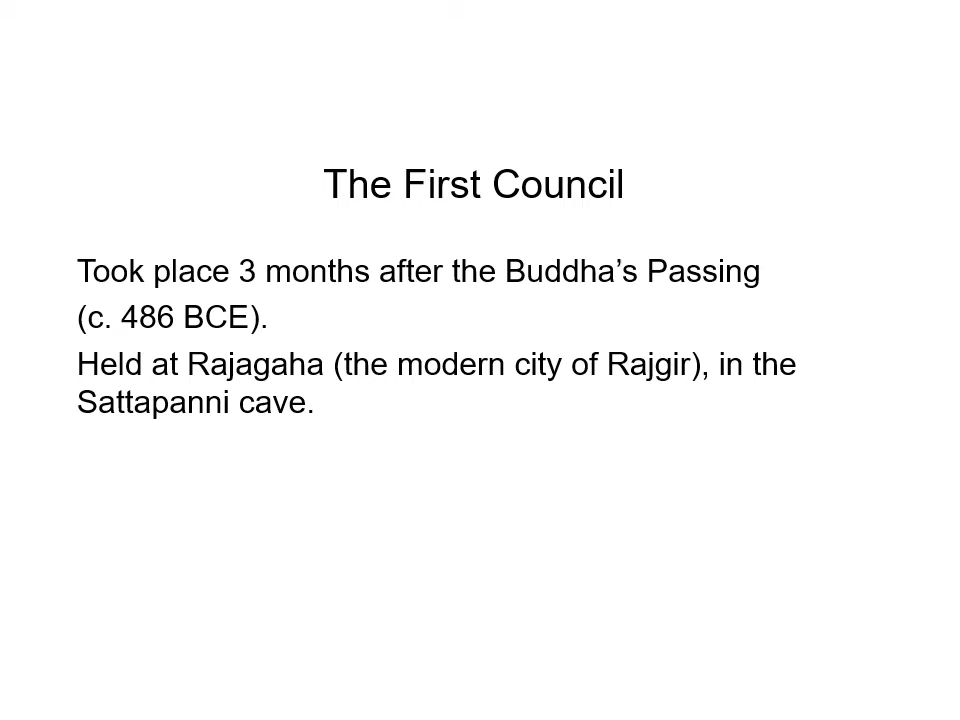 The First Council
Took place 3 months after the Buddha’s Passing
(c. 486 BCE).
Held at Rajagaha (the modern city of Rajgir), in the
Sattapanni cave.